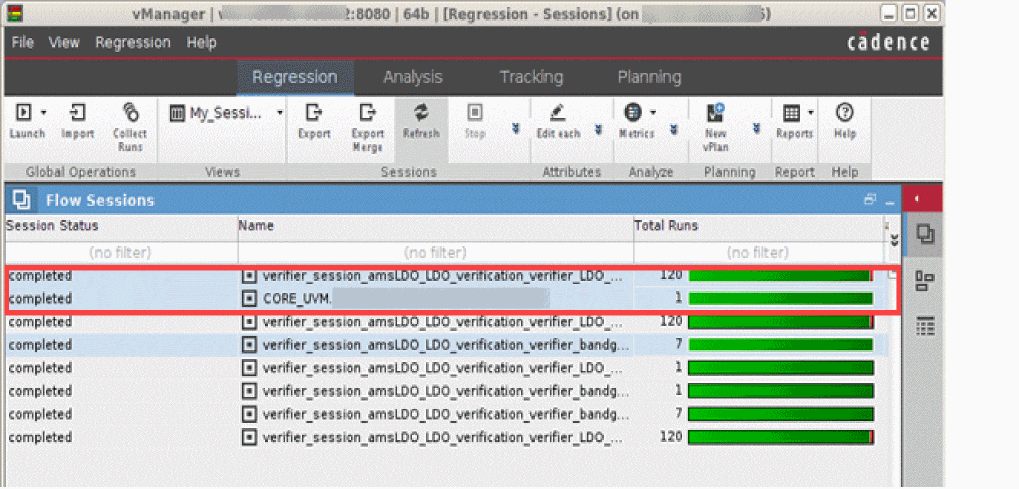 vManager | :8080 | 64b | [Regression - Sessions] (on
File View Regression Help
cādence
Regression Analysis Tracking Planning
My_Sessi...
Launch Import Collect Runs Export Export Merge Refresh Stop Edit each Metrics New vPlan Reports Help
Global Operations Views Sessions Attributes Analyze Planning Report Help
Flow Sessions
Session Status Name Total Runs
(no filter) (no filter) (no filter)
completed verifier_session_amsLDO_LDO_verification_verifier_LDO_... 120
completed CORE_UVM. 1
completed verifier_session_amsLDO_LDO_verification_verifier_LDO_... 120
completed verifier_session_amsLDO_LDO_verification_verifier_bandg... 7
completed verifier_session_amsLDO_LDO_verification_verifier_LDO_... 1
completed verifier_session_amsLDO_LDO_verification_verifier_bandg... 1
completed verifier_session_amsLDO_LDO_verification_verifier_bandg... 7
completed verifier_session_amsLDO_LDO_verification_verifier_LDO_... 120